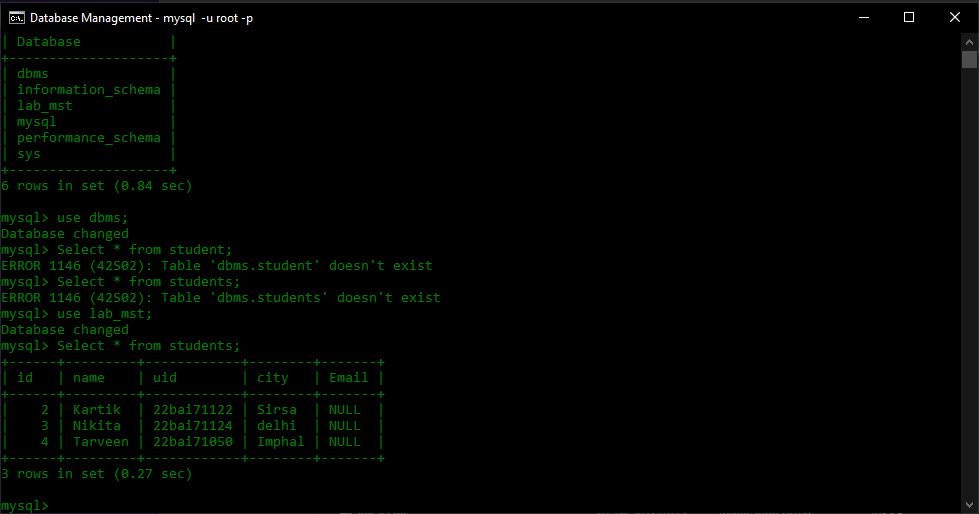 Database Management - mysql  -u root -p
| Database           |
+--------------------+
| dbms               |
| information_schema |
| lab_mst            |
| mysql              |
| performance_schema |
| sys                |
+--------------------+
6 rows in set (0.84 sec)
mysql> use dbms;
Database changed
mysql> Select * from student;
ERROR 1146 (42S02): Table 'dbms.student' doesn't exist
mysql> Select * from students;
ERROR 1146 (42S02): Table 'dbms.students' doesn't exist
mysql> use lab_mst;
Database changed
mysql> Select * from students;
+------+---------+------------+--------+-------+
| id   | name    | uid        | city   | Email |
+------+---------+------------+--------+-------+
|    2 | Kartik  | 22bai71122 | Sirsa  | NULL  |
|    3 | Nikita  | 22bai71124 | delhi  | NULL  |
|    4 | Tarveen | 22bai71050 | Imphal | NULL  |
+------+---------+------------+--------+-------+
3 rows in set (0.27 sec)
mysql>